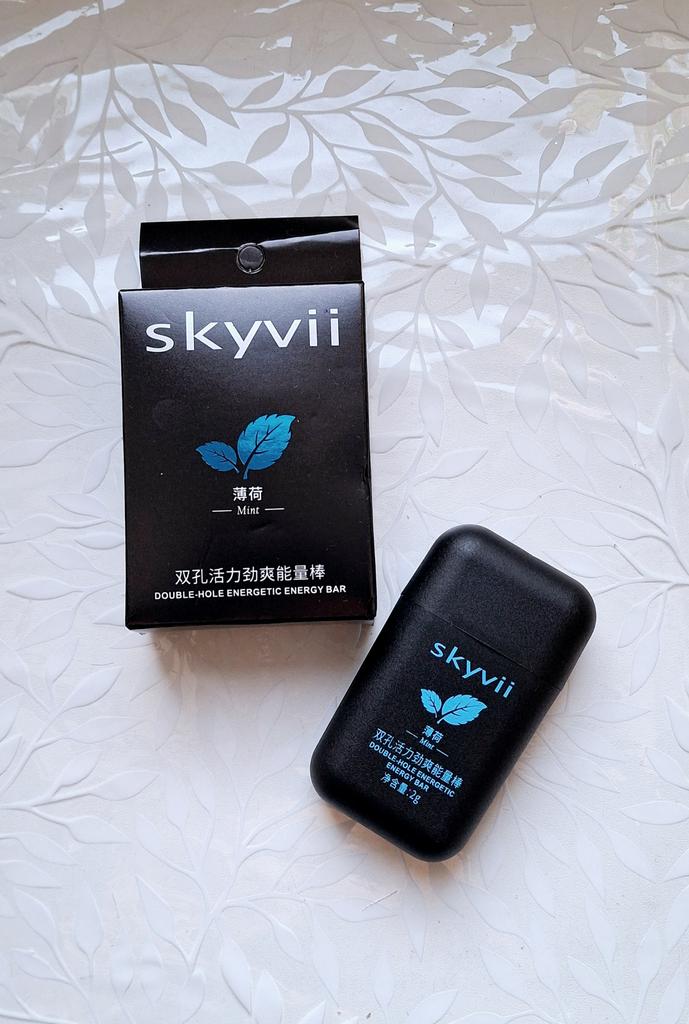 skyvii
薄荷
Mint
双孔活力劲爽能量棒
DOUBLE-HOLE ENERGETIC ENERGY BAR
skyvii
薄荷
Mint
双孔活力劲爽能量棒
DOUBLE-HOLE ENERGETIC
ENERGY BAR
净含量:2g